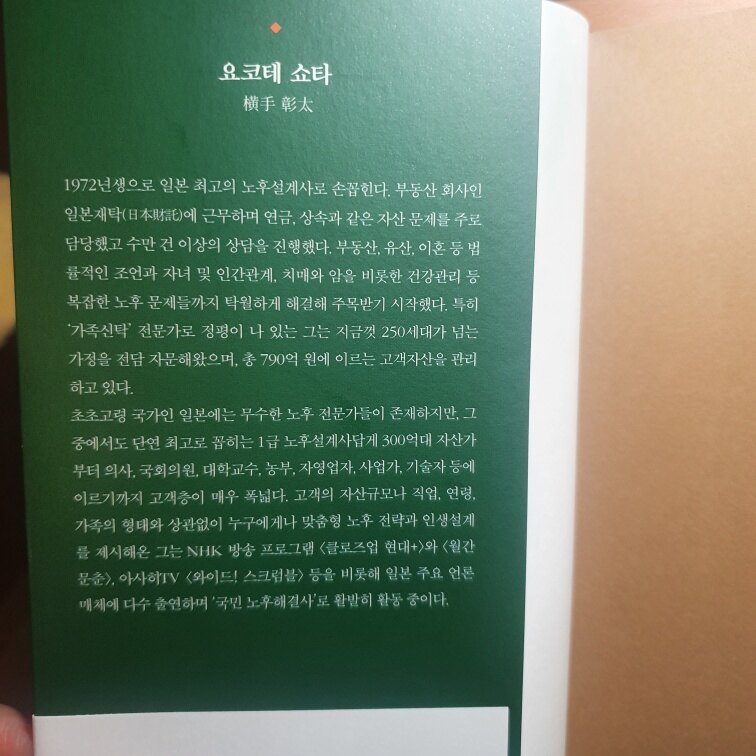 요코테 쇼타
横手 彰太
1972년생으로 일본 최고의 노후설계사로 손꼽힌다. 부동산 회사인
일본재탁(日本財託)에 근무하며 연금, 상속과 같은 자산 문제를 주로
담당했고 수만 건 이상의 상담을 진행했다. 부동산, 유산, 이혼 등 법
률적인 조언과 자녀 및 인간관계, 치매와 암을 비롯한 건강관리 등
복잡한 노후 문제들까지 탁월하게 해결해 주목받기 시작했다. 특히
‘가족신탁’ 전문가로 정평이 나 있는 그는 지금껏 250세대가 넘는
가정을 전담 자문해왔으며, 총 790억 원에 이르는 고객자산을 관리
하고 있다.
초초고령 국가인 일본에는 무수한 노후 전문가들이 존재하지만, 그
중에서도 단연 최고로 꼽히는 1급 노후설계사답게 300억대 자산가
부터 의사, 국회의원, 대학교수, 농부, 자영업자, 사업가, 기술자 등에
이르기까지 고객층이 매우 폭넓다. 고객의 자산규모나 직업, 연령,
가족의 형태와 상관없이 누구에게나 맞춤형 노후 전략과 인생설계
를 제시해온 그는 NHK 방송 프로그램 〈클로즈업 현대+〉와 〈월간
문춘〉, 아사히TV 〈와이드! 스크럼블〉 등을 비롯해 일본 주요 언론
매체에 다수 출연하며 ‘국민 노후해결사’로 활발히 활동 중이다.